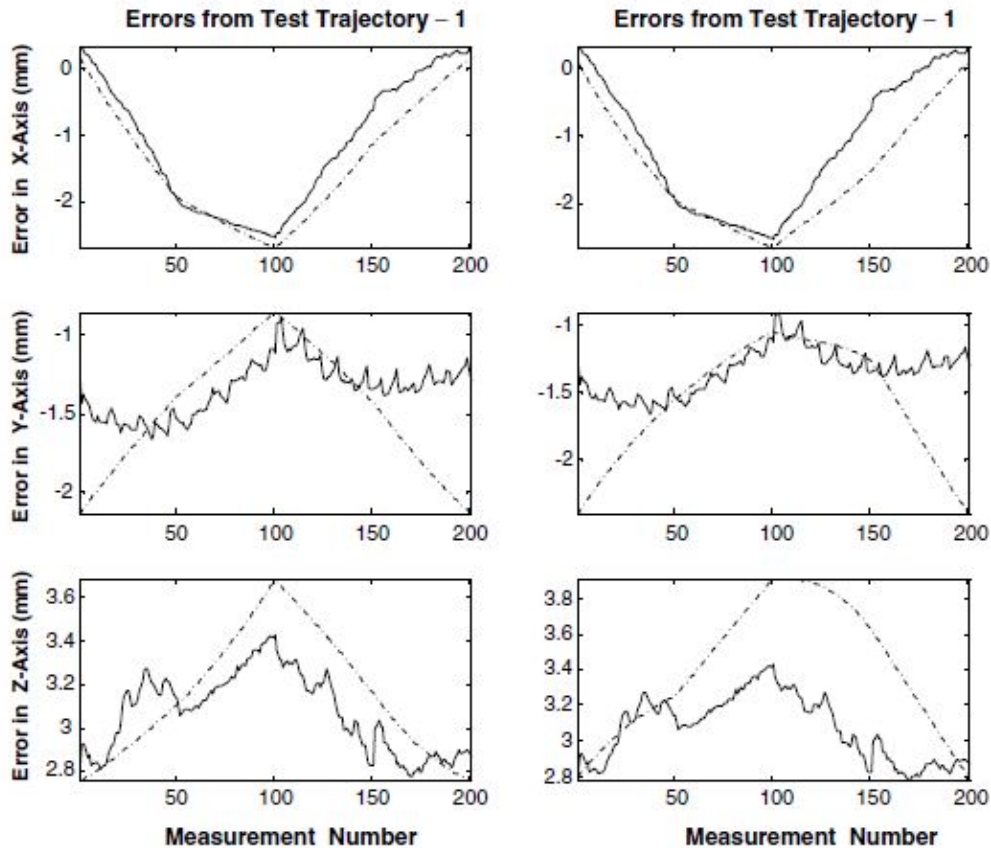 Errors from Test Trajectory – 1
Errors from Test Trajectory – 1
Error in X-Axis (mm)
0
-1
-2
50 100 150 200
0
-1
-2
50 100 150 200
Error in Y-Axis (mm)
-1
-1.5
-2
50 100 150 200
-1
-1.5
-2
50 100 150 200
Error in Z-Axis (mm)
3.6
3.4
3.2
3
2.8
50 100 150 200
3.8
3.6
3.4
3.2
3
2.8
50 100 150 200
Measurement Number
Measurement Number